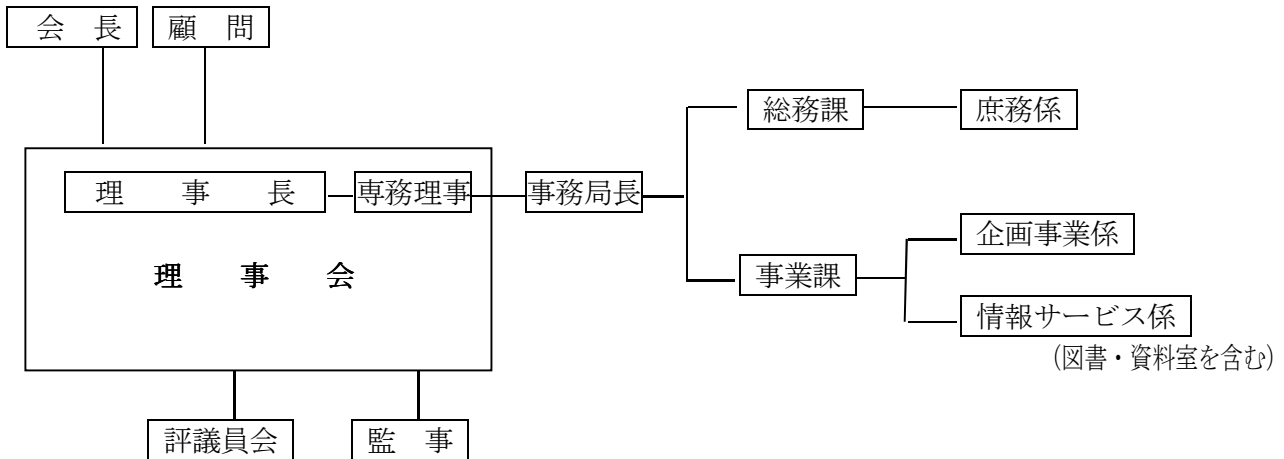 会　長
顧　問
総務課
庶務係
理　事　長
専務理事
事務局長
企画事業係
理　事　会
事業課
情報サービス係
(図書・資料室を含む)
評議員会
監　事